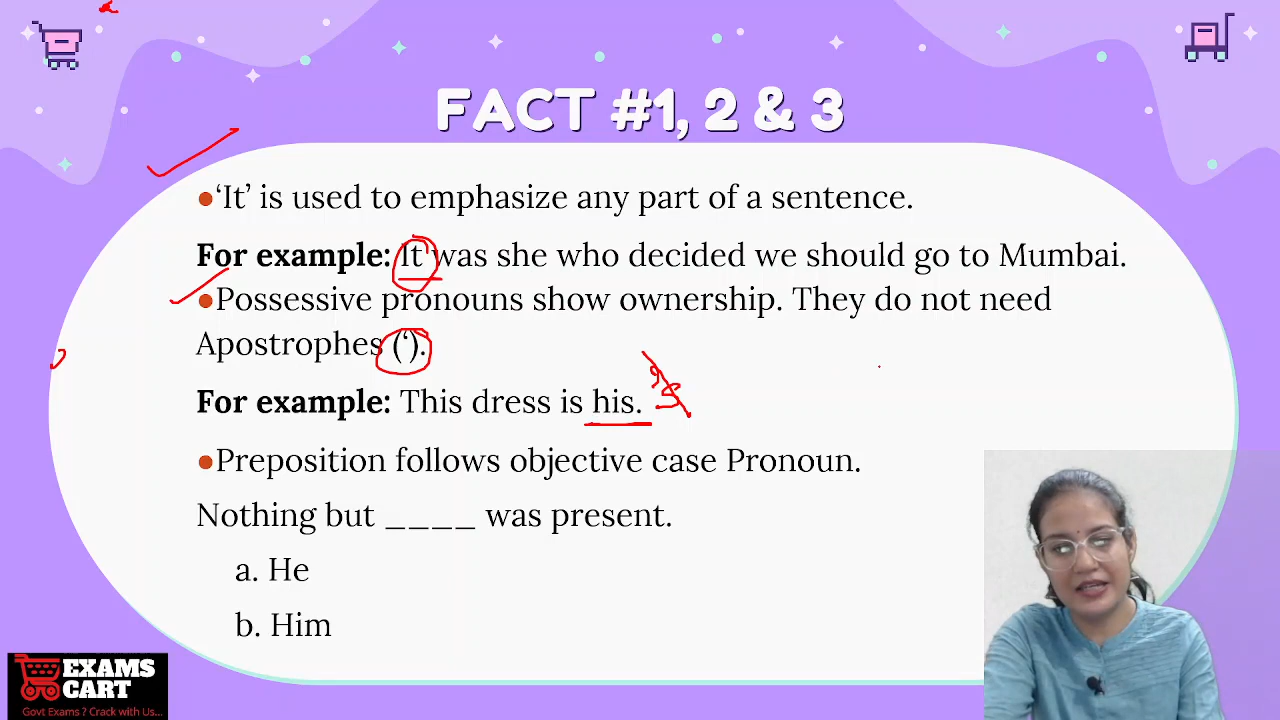 FACT #1, 2 & 3
●‘It’ is used to emphasize any part of a sentence.
For example: It was she who decided we should go to Mumbai.
●Possessive pronouns show ownership. They do not need
Apostrophes (‘).
For example: This dress is his. 's
●Preposition follows objective case Pronoun.
Nothing but ____ was present.
a. He
b. Him
EXAMS
CART
Govt Exams ? Crack with Us...